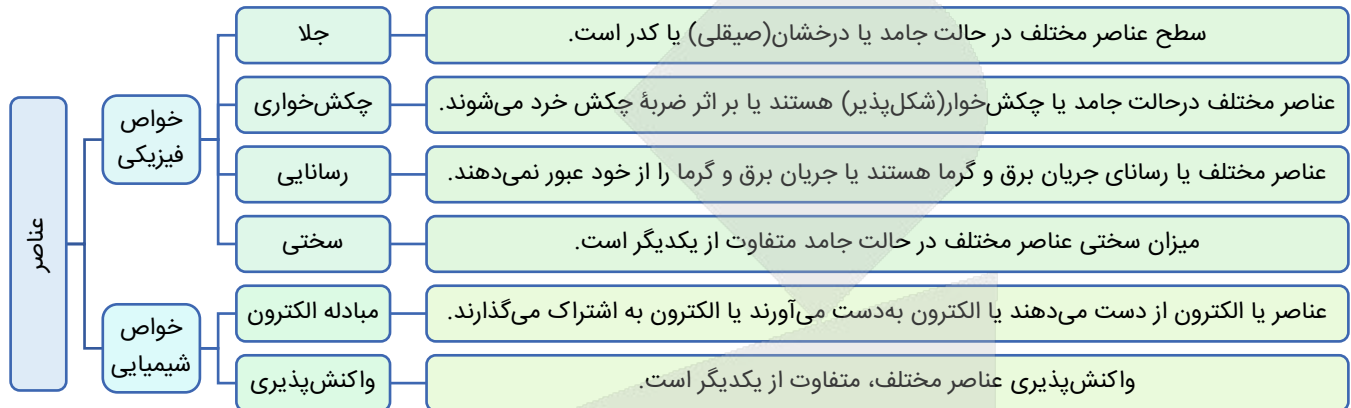 عناصر
خواص
فیزیکی
جلا
سطح عناصر مختلف در حالت جامد یا درخشان(صیقلی) یا کدر است.
چکش‌خواری
عناصر مختلف درحالت جامد یا چکش‌خوار(شکل‌پذیر) هستند یا بر اثر ضربهٔ چکش خرد می‌شوند.
رسانایی
عناصر مختلف یا رسانای جریان برق و گرما هستند یا جریان برق و گرما را از خود عبور نمی‌دهند.
سختی
میزان سختی عناصر مختلف در حالت جامد متفاوت از یکدیگر است.
خواص
شیمیایی
مبادله الکترون
عناصر یا الکترون از دست می‌دهند یا الکترون به‌دست می‌آورند یا الکترون به اشتراک می‌گذارند.
واکنش‌پذیری
واکنش‌پذیری عناصر مختلف، متفاوت از یکدیگر است.